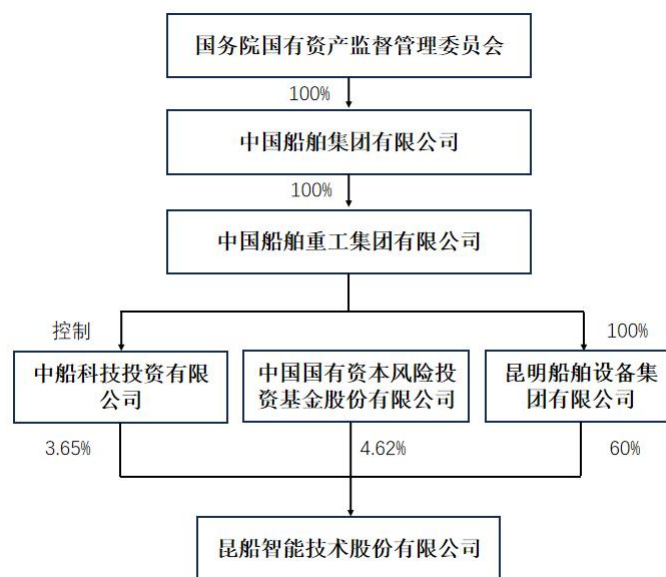 国务院国有资产监督管理委员会
100%
中国船舶集团有限公司
100%
中国船舶重工集团有限公司
控制
100%
中船科技投资有限
公司
中国国有资本风险投
资基金股份有限公司
昆明船舶设备集
团有限公司
3.65%
4.62%
60%
昆船智能技术股份有限公司